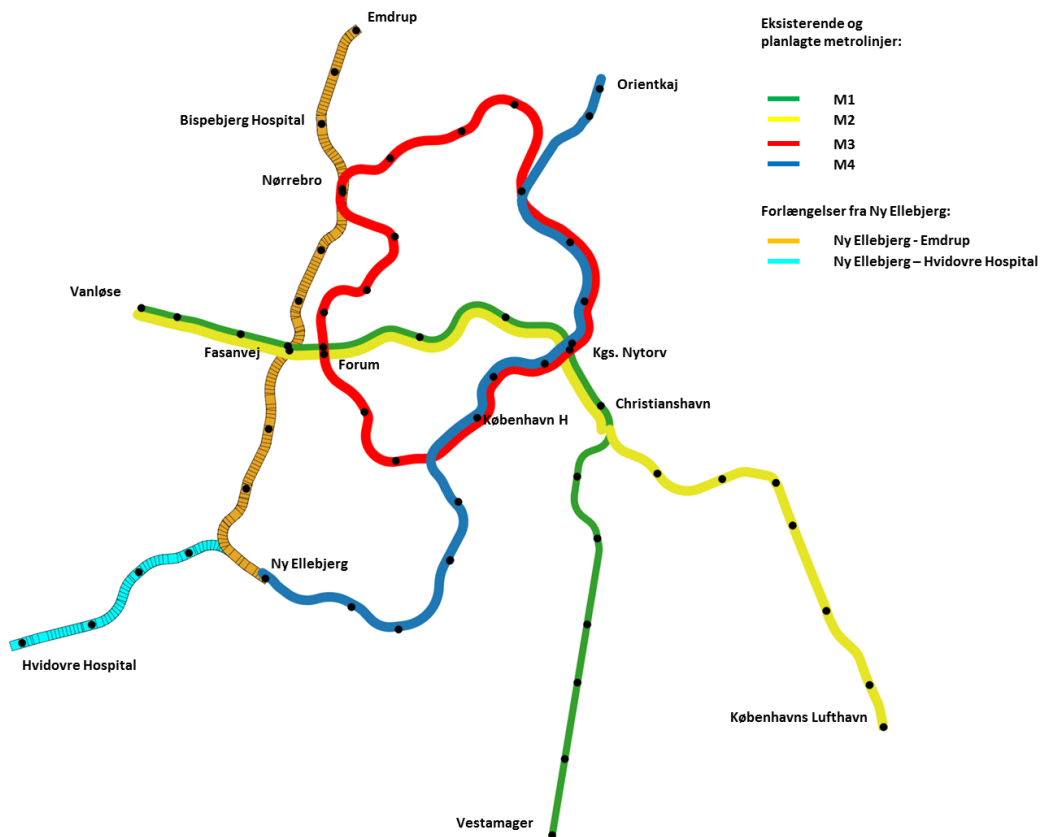 Emdrup
Eksisterende og
planlagte metrolinjer:
Orientkaj
M1
Bispebjerg Hospital
M2
M3
M4
Nørrebro
Forlængelser fra Ny Ellebjerg:
Ny Ellebjerg - Emdrup
Ny Ellebjerg – Hvidovre Hospital
Vanløse
Fasanvej
Forum
Kgs. Nytorv
Christianshavn
København H
Ny Ellebjerg
Hvidovre Hospital
Københavns Lufthavn
Vestamager